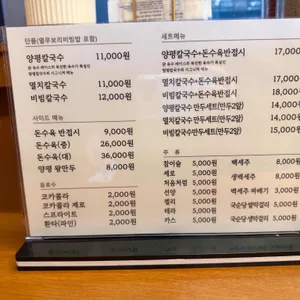 단품(열무보리비빔밥 포함)
양평칼국수 11,000원
멸치칼국수 11,000원
비빔칼국수 12,000원
사이드 메뉴
돈수육 반접시 9,000원
돈수육(중) 26,000원
돈수육(대) 36,000원
양평 왕만두 8,000원
음료수
코카콜라 2,000원
코카콜라 제로 2,000원
스프라이트 2,000원
환타(파인) 2,000원
세트메뉴
양평칼국수+돈수육반접시 17,000
멸치칼국수+돈수육반접시 17,000
비빔칼국수+돈수육반접시 18,000
양평칼국수 만두세트(만두2알) 14,000
멸치칼국수 만두세트(만두2알) 14,000
비빔칼국수만두세트(만두2알) 15,000원
주 류
참이슬 5,000원 백세주 8,000원
새로 5,000원 생백세주 8,000원
처음처럼 5,000원 백세주 짜배기 3,000원
선양 5,000원
켈리 5,000원 국순당쌀막걸리 5,000원
테라 5,000원
카스 5,000원 국순당생막걸리 5,000원